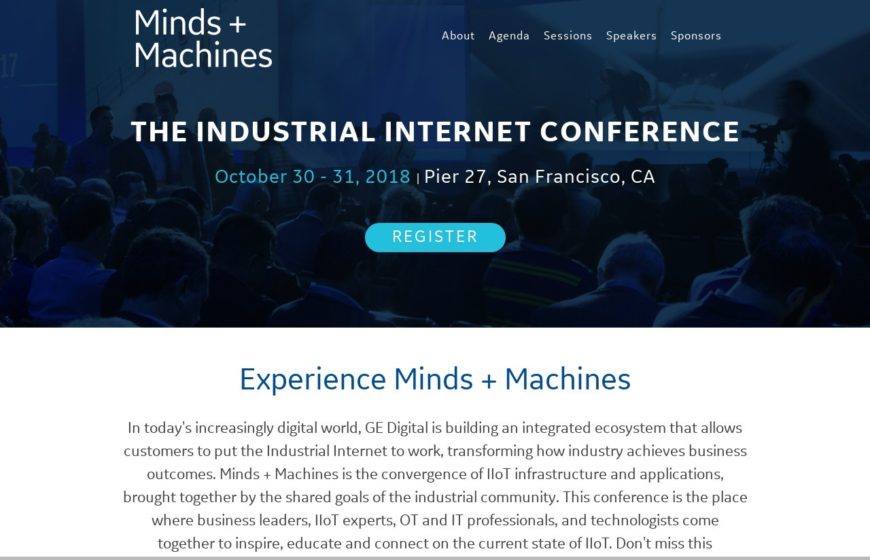 Minds +
Machines
About Agenda Sessions Speakers Sponsors
17
THE INDUSTRIAL INTERNET CONFERENCE
October 30 - 31, 2018 | Pier 27, San Francisco, CA
REGISTER
Experience Minds + Machines
In today's increasingly digital world, GE Digital is building an integrated ecosystem that allows
customers to put the Industrial Internet to work, transforming how industry achieves business
outcomes. Minds + Machines is the convergence of IIoT infrastructure and applications,
brought together by the shared goals of the industrial community. This conference is the place
where business leaders, IIoT experts, OT and IT professionals, and technologists come
together to inspire, educate and connect on the current state of IIoT. Don't miss this